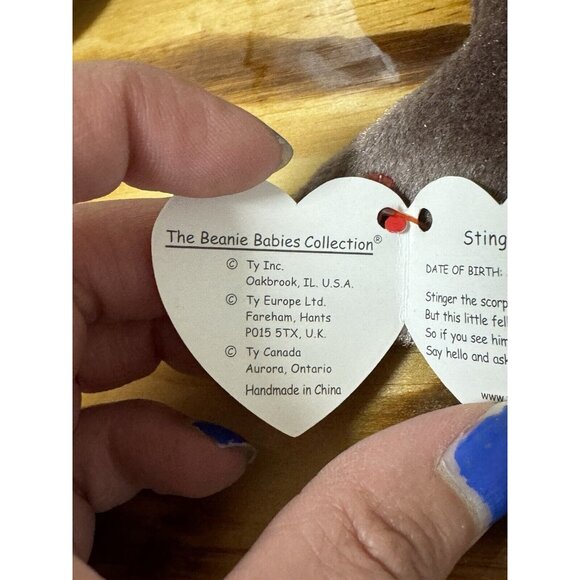 The Beanie Babies Collection®
© Ty Inc.
Oakbrook, IL. U.S.A.
© Ty Europe Ltd.
Fareham, Hants
P015 5TX, U.K.
© Ty Canada
Aurora, Ontario
Handmade in China
Sting
DATE OF BIRTH:
Stinger the scorp
But this little fell
So if you see him
Say hello and ask
www.